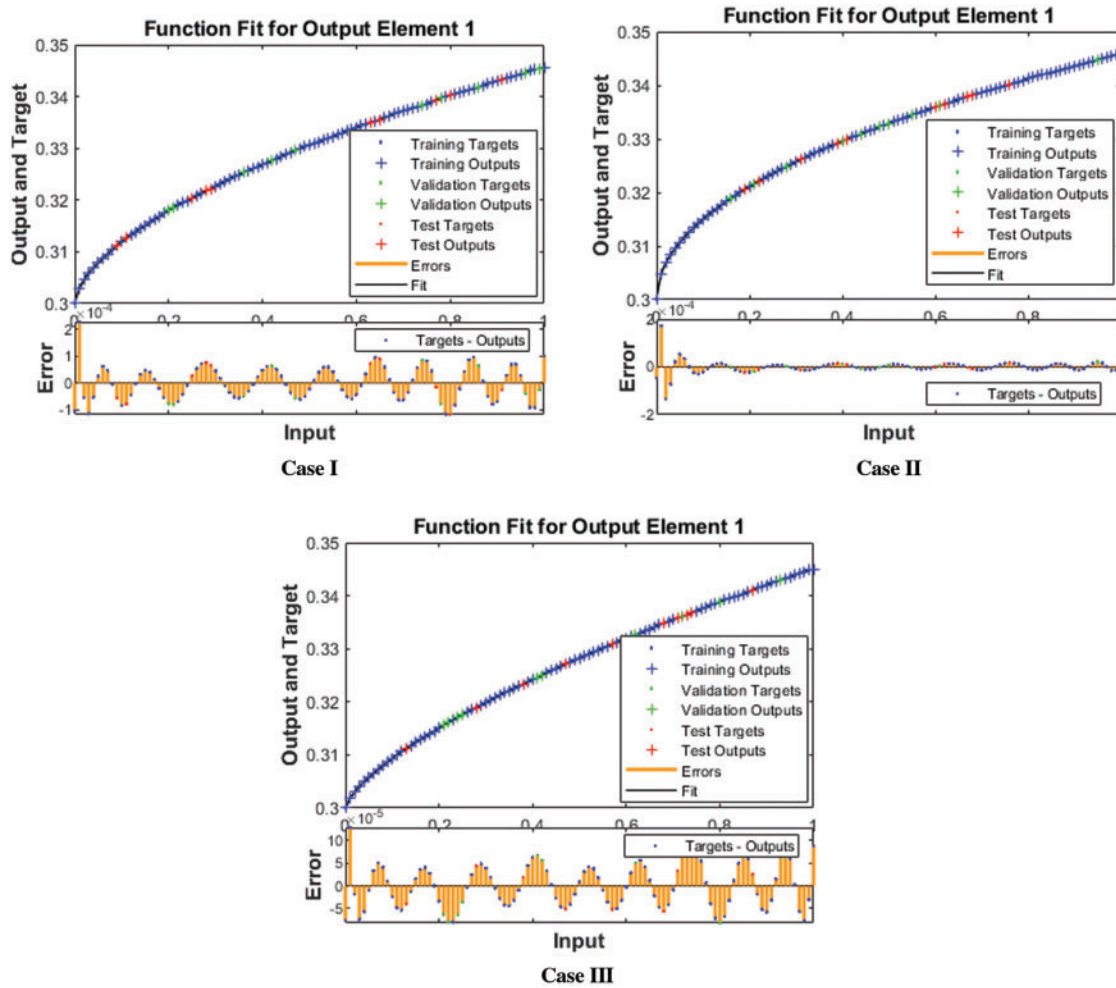 Function Fit for Output Element 1
0.35
0.34
0.33
0.32
0.31
0.3
Output and Target
Training Targets
Training Outputs
Validation Targets
Validation Outputs
Test Targets
Test Outputs
Errors
Fit
0 0.2 0.4 0.6 0.8 1
×10-4
2
1
0
-1
Error
Targets - Outputs
Input
Case I
Function Fit for Output Element 1
0.35
0.34
0.33
0.32
0.31
0.3
Output and Target
Training Targets
Training Outputs
Validation Targets
Validation Outputs
Test Targets
Test Outputs
Errors
Fit
0 0.2 0.4 0.6 0.8 1
×10-4
2
0
-2
Error
Targets - Outputs
Input
Case II
Function Fit for Output Element 1
0.35
0.34
0.33
0.32
0.31
0.3
Output and Target
Training Targets
Training Outputs
Validation Targets
Validation Outputs
Test Targets
Test Outputs
Errors
Fit
0 0.2 0.4 0.6 0.8 1
×10-5
10
5
0
-5
Error
Targets - Outputs
Input
Case III